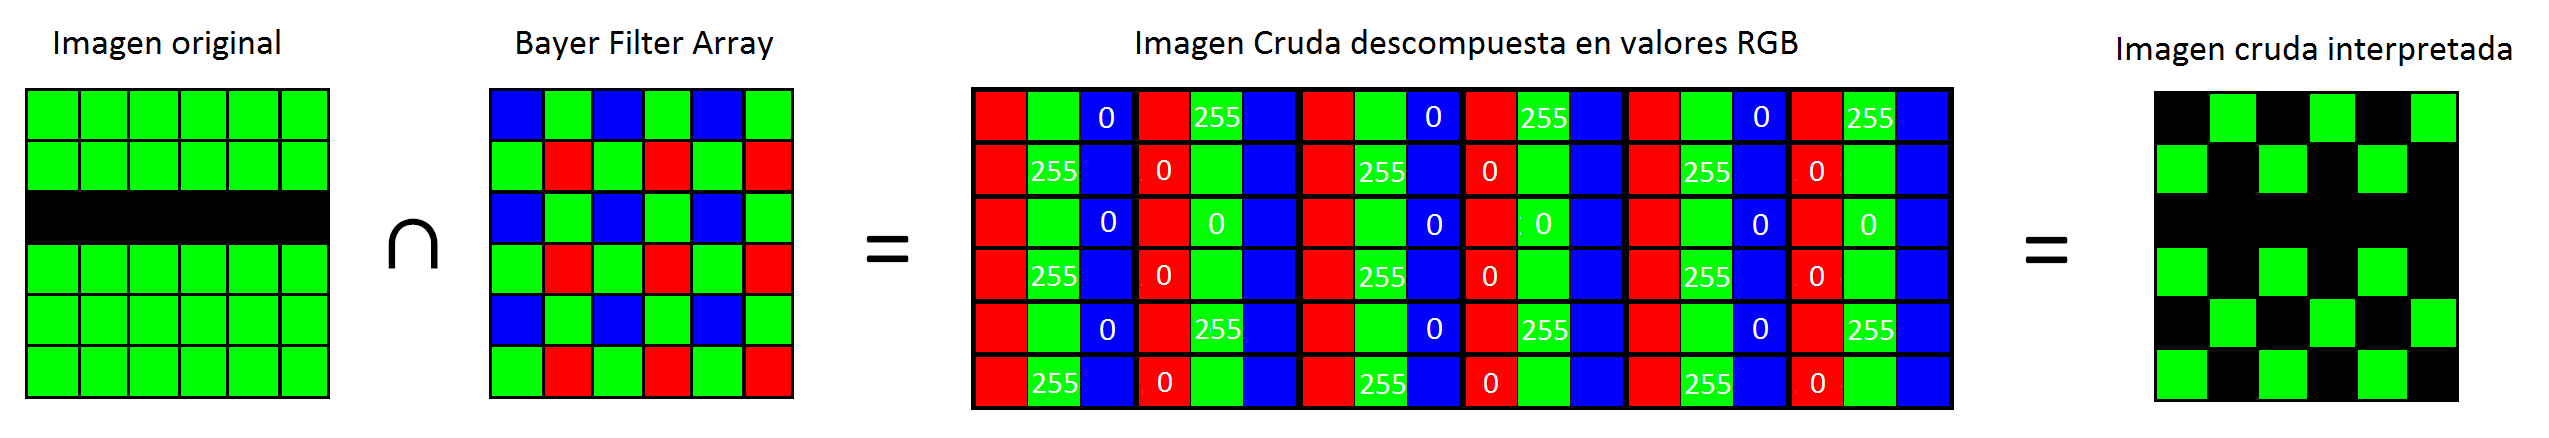 Imagen original
Bayer Filter Array
Imagen Cruda descompuesta en valores RGB
Imagen cruda interpretada
∩
=
=
0 255 0 255 0 255
255 0 255 0 255 0
0 0 0 0 0 0
255 0 255 0 255 0
0 255 0 255 0 255
255 0 255 0 255 0